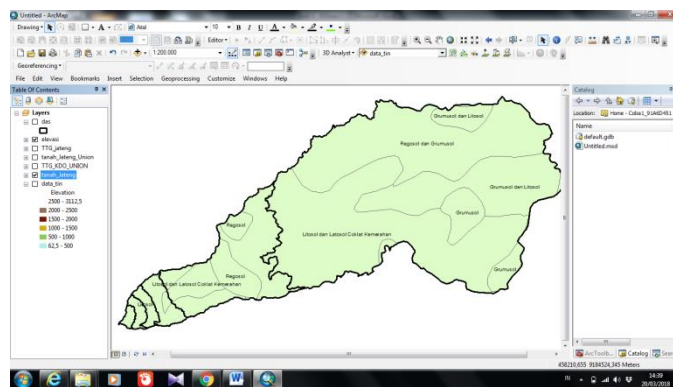 Untitled - ArcMap
Drawing
Arial
10
B I U A
Editor
1:200.000
3D Analyst
data_tin
Georeferencing
File Edit View Bookmarks Insert Selection Geoprocessing Customize Windows Help
Table Of Contents
Layers
das
elevasi
TTG_jateng
tanah_Jateng_Union
TTG_KDO_UNION
tanah_Jateng
data_tin
Elevation
2500 - 3112,5
2000 - 2500
1500 - 2000
1000 - 1500
500 - 1000
62,5 - 500
Grumusol dan Litosol
Regosol dan Grumusol
Grumusol dan Litosol
Grumusol
Regosol
Litosol dan Latosol Coklat Kemerahan
Grumusol
Regosol
Litosol dan Latosol Coklat Kemerahan
Catalog
Location:
Name
default.gdb
Untitled.mxd
ArcToolb...
Catalog
458210,655 9184524,345 Meters
IN
14:39
20/03/2018